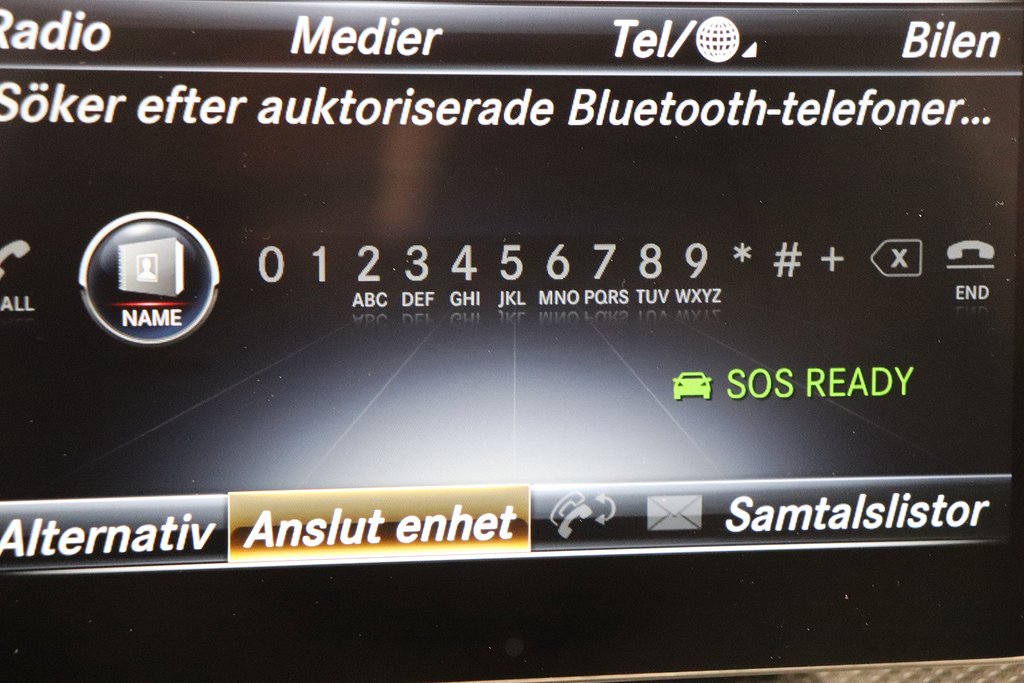 Radio Medier Tel/ Bilen
Söker efter auktoriserade Bluetooth-telefoner...
0 1 2 3 4 5 6 7 8 9 * # + x
ABC DEF GHI JKL MNO PQRS TUV WXYZ
ALL NAME END
SOS READY
Alternativ Anslut enhet Samtalslistor